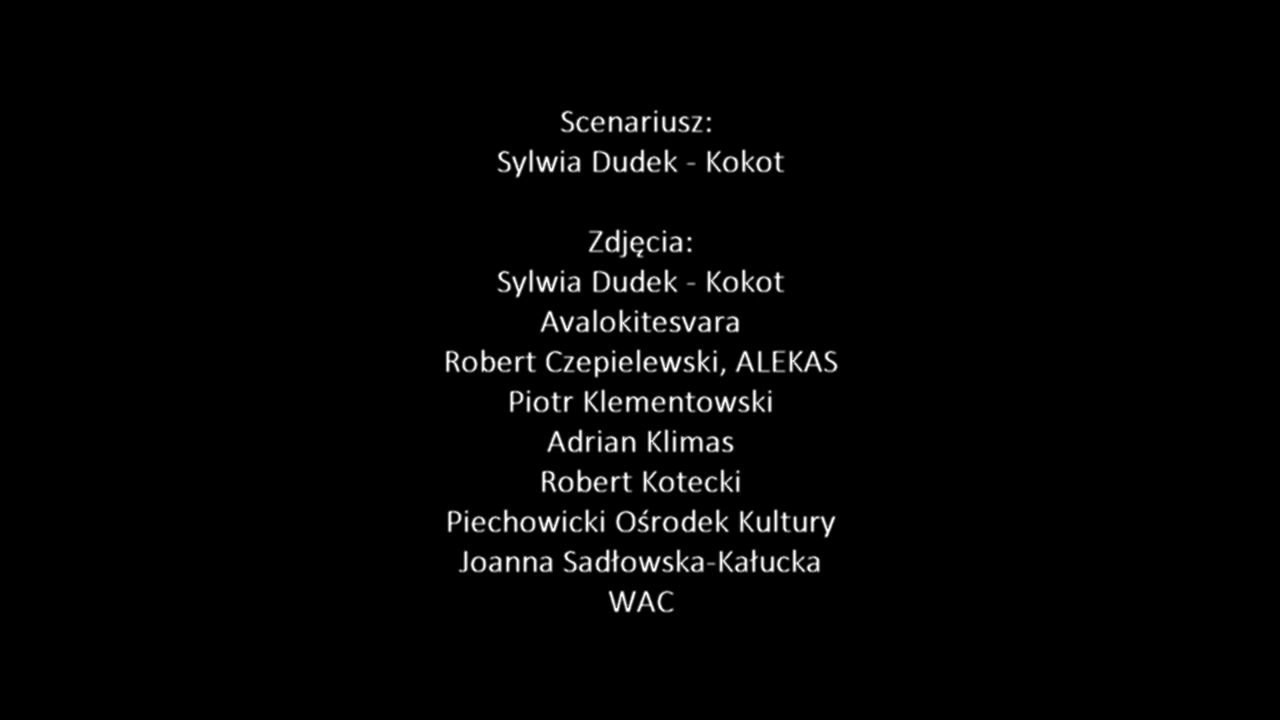 Scenariusz:
Sylwia Dudek - Kokot
Zdjęcia:
Sylwia Dudek - Kokot
Avalokitesvara
Robert Czepielewski, ALEKAS
Piotr Klementowski
Adrian Klimas
Robert Kotecki
Piechowicki Ośrodek Kultury
Joanna Sadłowska-Kałucka
WAC